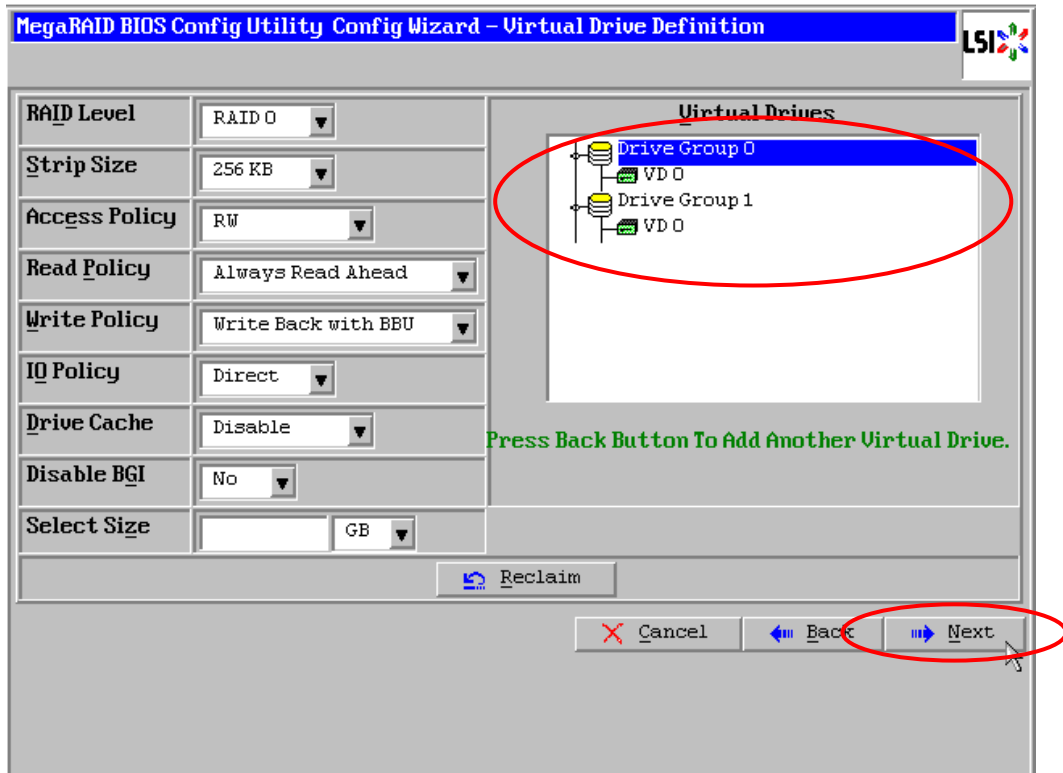 MegaRAID BIOS Config Utility Config Wizard - Virtual Drive Definition
LSI
RAID Level
RAID 0
Strip Size
256 KB
Access Policy
RW
Read Policy
Always Read Ahead
Write Policy
Write Back with BBU
IO Policy
Direct
Drive Cache
Disable
Disable BGI
No
Select Size
GB
Virtual Drives
Drive Group 0
VD 0
Drive Group 1
VD 0
Press Back Button To Add Another Virtual Drive.
Reclaim
Cancel
Back
Next